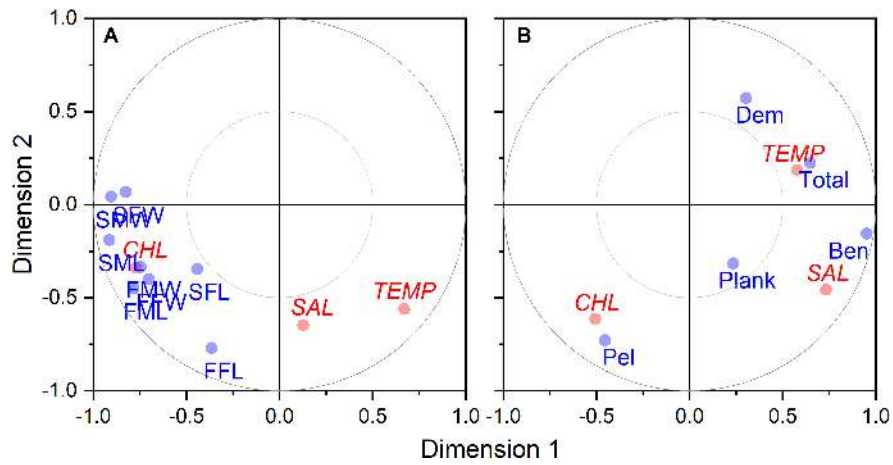 A
B
1.0
0.5
0.0
-0.5
-1.0
Dimension 2
SMW
SFW
SML
CHL
FMW
FFW
FML
SFL
FFL
SAL
TEMP
Dem
TEMP
Total
Ben
Plank
SAL
CHL
Pel
-1.0 -0.5 0.0 0.5 1.0
-1.0 -0.5 0.0 0.5 1.0
Dimension 1